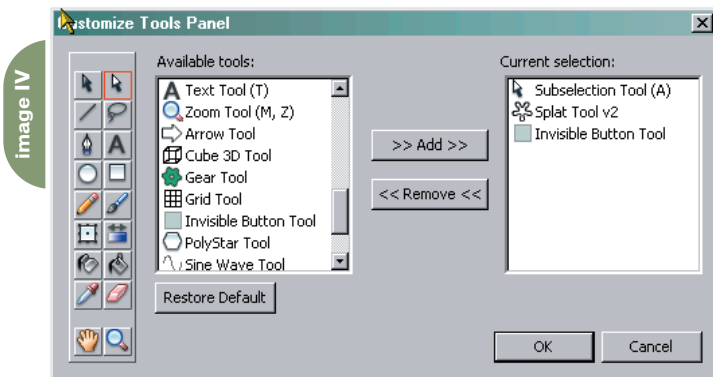 image IV
Customize Tools Panel
Available tools:
Text Tool (T)
Zoom Tool (M, Z)
Arrow Tool
Cube 3D Tool
Gear Tool
Grid Tool
Invisible Button Tool
PolyStar Tool
Sine Wave Tool
Restore Default
>> Add >>
<< Remove <<
Current selection:
Subselection Tool (A)
Splat Tool v2
Invisible Button Tool
OK
Cancel